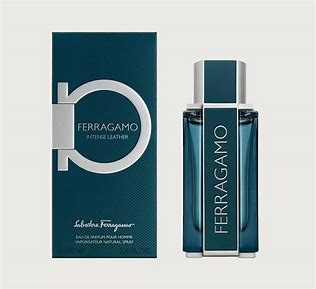 FERRAGAMO
INTENSE LEATHER
Salvatore Ferragamo
EAU DE PARFUM POUR HOMME
VAPORISATEUR NATURAL SPRAY
FERRAGAMO